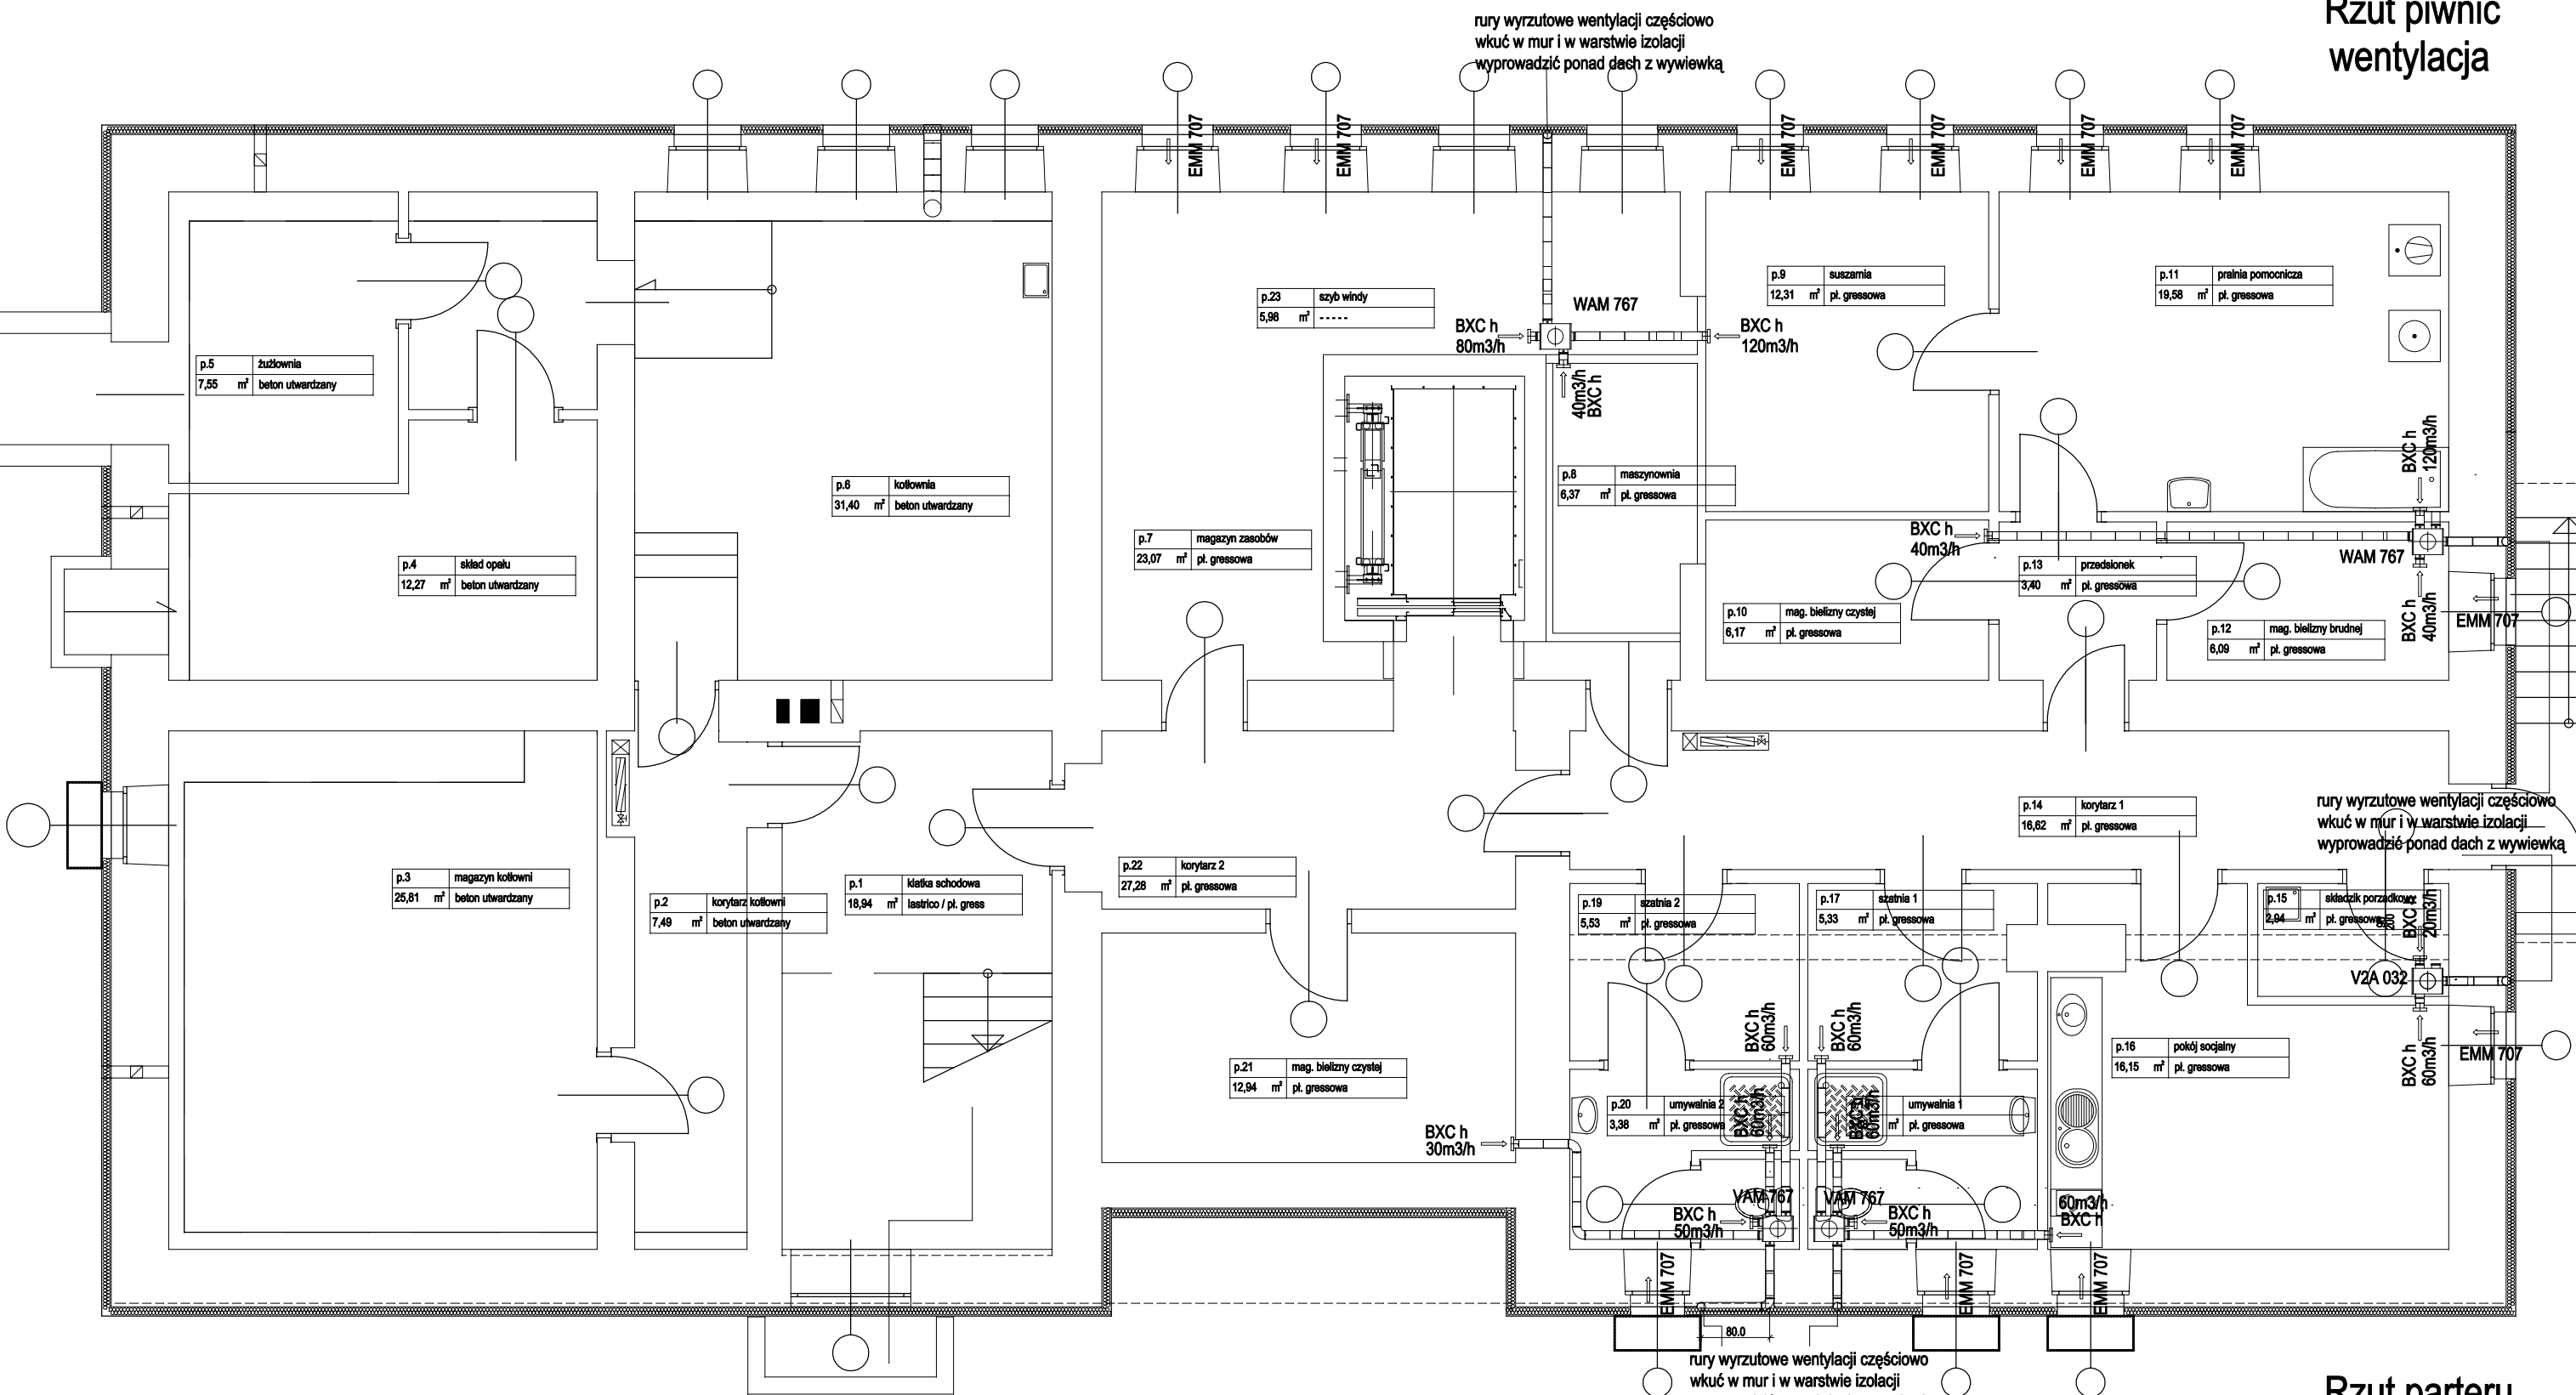 Rzut piwnic
wentylacja
rury wyrzutowe wentylacji częściowo
wkuć w mur i w warstwie izolacji
wyprowadzić ponad dach z wywiewką
EMM 707
EMM 707
EMM 707
EMM 707
EMM 707
EMM 707
p.23 szyb windy
5,98 m² - - - - -
p.9 suszarnia
12,31 m² pł. gressowa
p.11 pralnia pomocnicza
19,58 m² pł. gressowa
WAM 767
BXC h
80m3/h
BXC h
120m3/h
40m3/h
BXC h
p.5 żużlownia
7,55 m² beton utwardzany
p.6 kotłownia
31,40 m² beton utwardzany
p.8 maszynownia
6,37 m² pł. gressowa
BXC h
120m3/h
p.7 magazyn zasobów
23,07 m² pł. gressowa
BXC h
40m3/h
WAM 767
p.4 skład opału
12,27 m² beton utwardzany
p.13 przedsionek
3,40 m² pł. gressowa
p.10 mag. bielizny czystej
6,17 m² pł. gressowa
p.12 mag. bielizny brudnej
6,09 m² pł. gressowa
BXC h
40m3/h
EMM 707
p.14 korytarz 1
16,62 m² pł. gressowa
rury wyrzutowe wentylacji częściowo
wkuć w mur i w warstwie izolacji
wyprowadzić ponad dach z wywiewką
p.3 magazyn kotłowni
25,81 m² beton utwardzany
p.2 korytarz kotłowni
7,49 m² beton utwardzany
p.1 klatka schodowa
18,94 m² lastrico / pł. gress
p.22 korytarz 2
27,28 m² pł. gressowa
p.19 szatnia 2
5,53 m² pł. gressowa
p.17 szatnia 1
5,33 m² pł. gressowa
p.15 składzik porządkowy
2,94 m² pł. gressowa
BXC h
20m3/h
V2A 032
BXC h
60m3/h
EMM 707
BXC h
60m3/h
BXC h
60m3/h
p.16 pokój socjalny
16,15 m² pł. gressowa
p.21 mag. bielizny czystej
12,94 m² pł. gressowa
p.20 umywalnia 2
3,38 m² pł. gressowa
BXC h
60m3/h
BXC h
60m3/h
umywalnia 1
m² pł. gressowa
BXC h
30m3/h
VAM 767
VAM 767
BXC h
50m3/h
BXC h
50m3/h
60m3/h
BXC h
EMM 707
EMM 707
EMM 707
80.0
rury wyrzutowe wentylacji częściowo
wkuć w mur i w warstwie izolacji
Rzut parteru